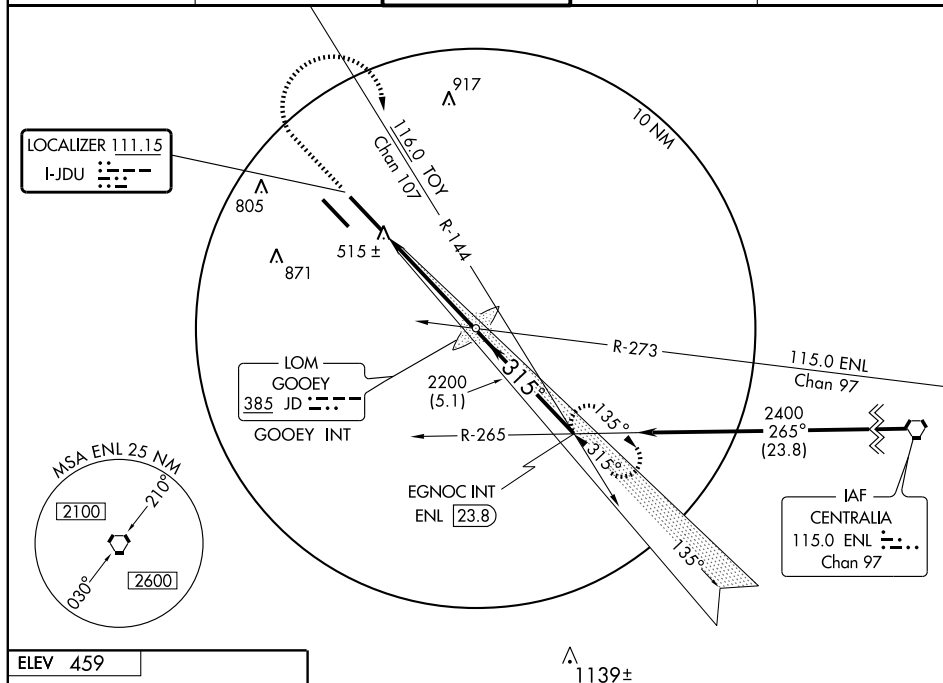 917
10 NM
116.0 TOY
Chan 107
R-144
LOCALIZER 111.15
I-JDU
805
515 ±
871
R-273
115.0 ENL
Chan 97
LOM
GOOEY
385 JD
GOOEY INT
2200
(5.1)
315°
135°
2400
265°
(23.8)
R-265
315°
EGNOC INT
ENL 23.8
IAF
CENTRALIA
115.0 ENL
Chan 97
135°
MSA ENL 25 NM
210°
2100
2600
030°
ELEV 459
1139±